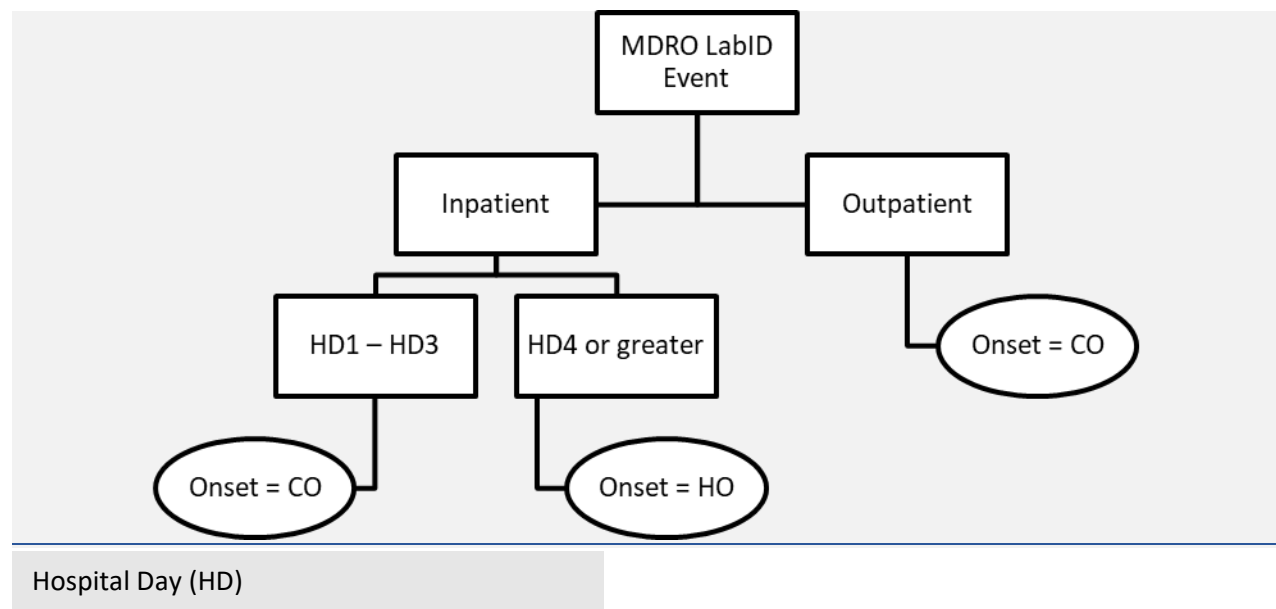 MDRO LabID
Event
Inpatient
Outpatient
HD1 – HD3
HD4 or greater
Onset = CO
Onset = CO
Onset = HO
Hospital Day (HD)